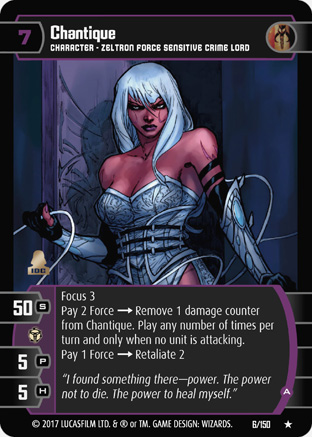 7 Chantique
CHARACTER - ZELTRON FORCE SENSITIVE CRIME LORD
IDC
50 S
5 P
5 H
Focus 3
Pay 2 Force → Remove 1 damage counter
from Chantique. Play any number of times per
turn and only when no unit is attacking.
Pay 1 Force → Retaliate 2
“I found something there—power. The power
not to die. The power to heal myself.”
A
© 2017 LUCASFILM LTD. & ® or TM. GAME DESIGN: WIZARDS. 6/150 ★